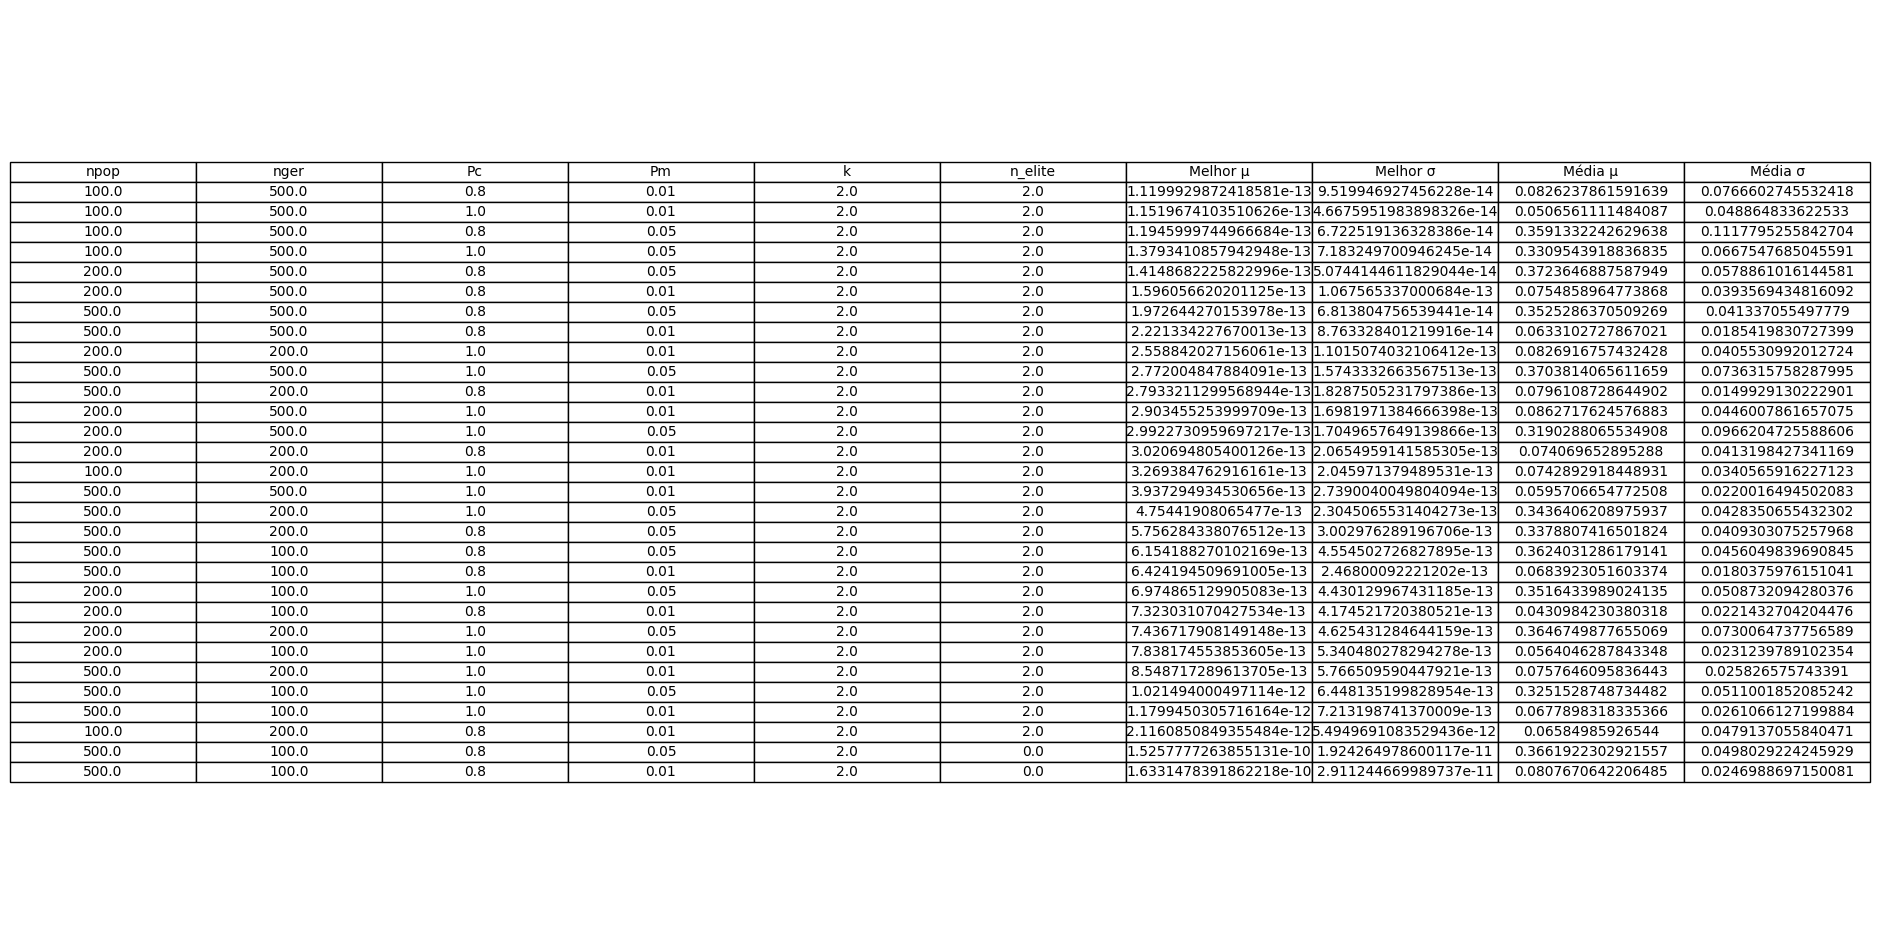 npop nger Pc Pm k n_elite Melhor μ Melhor σ Média μ Média σ
100.0 500.0 0.8 0.01 2.0 2.0 1.1199929872418581e-13 9.519946927456228e-14 0.0826237861591639 0.0766602745532418
100.0 500.0 1.0 0.01 2.0 2.0 1.1519674103510626e-13 4.6675951983898326e-14 0.0506561111484087 0.048864833622533
100.0 500.0 0.8 0.05 2.0 2.0 1.1945999744966684e-13 6.722519136328386e-14 0.3591332242629638 0.1117795255842704
100.0 500.0 1.0 0.05 2.0 2.0 1.3793410857942948e-13 7.183249700946245e-14 0.3309543918836835 0.0667547685045591
200.0 500.0 0.8 0.05 2.0 2.0 1.4148682225822996e-13 5.0744144611829044e-14 0.3723646887587949 0.0578861016144581
200.0 500.0 0.8 0.01 2.0 2.0 1.596056620201125e-13 1.067565337000684e-13 0.0754858964773868 0.0393569434816092
500.0 500.0 0.8 0.05 2.0 2.0 1.972644270153978e-13 6.813804756539441e-14 0.3525286370509269 0.041337055497779
500.0 500.0 0.8 0.01 2.0 2.0 2.221334227670013e-13 8.763328401219916e-14 0.0633102727867021 0.0185419830727399
200.0 200.0 1.0 0.01 2.0 2.0 2.558842027156061e-13 1.1015074032106412e-13 0.0826916757432428 0.0405530992012724
500.0 500.0 1.0 0.05 2.0 2.0 2.772004847884091e-13 1.5743332663567513e-13 0.3703814065611659 0.0736315758287995
500.0 200.0 0.8 0.01 2.0 2.0 2.7933211299568944e-13 1.8287505231797386e-13 0.0796108728644902 0.0149929130222901
200.0 500.0 1.0 0.01 2.0 2.0 2.903455253999709e-13 1.6981971384666398e-13 0.0862717624576883 0.0446007861657075
200.0 500.0 1.0 0.05 2.0 2.0 2.9922730959697217e-13 1.7049657649139866e-13 0.3190288065534908 0.0966204725588606
200.0 200.0 0.8 0.01 2.0 2.0 3.020694805400126e-13 2.0654959141585305e-13 0.074069652895288 0.0413198427341169
100.0 200.0 1.0 0.01 2.0 2.0 3.269384762916161e-13 2.045971379489531e-13 0.0742892918448931 0.0340565916227123
500.0 500.0 1.0 0.01 2.0 2.0 3.937294934530656e-13 2.7390040049804094e-13 0.0595706654772508 0.0220016494502083
500.0 200.0 1.0 0.05 2.0 2.0 4.75441908065477e-13 2.3045065531404273e-13 0.3436406208975937 0.0428350655432302
500.0 200.0 0.8 0.05 2.0 2.0 5.756284338076512e-13 3.002976289196706e-13 0.3378807416501824 0.0409303075257968
500.0 100.0 0.8 0.05 2.0 2.0 6.154188270102169e-13 4.554502726827895e-13 0.3624031286179141 0.0456049839690845
500.0 100.0 0.8 0.01 2.0 2.0 6.424194509691005e-13 2.46800092221202e-13 0.0683923051603374 0.0180375976151041
200.0 100.0 1.0 0.05 2.0 2.0 6.974865129905083e-13 4.430129967431185e-13 0.3516433989024135 0.0508732094280376
200.0 100.0 0.8 0.01 2.0 2.0 7.323031070427534e-13 4.174521720380521e-13 0.0430984230380318 0.0221432704204476
200.0 200.0 1.0 0.05 2.0 2.0 7.436717908149148e-13 4.625431284644159e-13 0.3646749877655069 0.0730064737756589
200.0 100.0 1.0 0.01 2.0 2.0 7.838174553853605e-13 5.340480278294278e-13 0.0564046287843348 0.0231239789102354
500.0 200.0 1.0 0.01 2.0 2.0 8.548717289613705e-13 5.766509590447921e-13 0.0757646095836443 0.025826575743391
500.0 100.0 1.0 0.05 2.0 2.0 1.021494000497114e-12 6.448135199828954e-13 0.3251528748734482 0.0511001852085242
500.0 100.0 1.0 0.01 2.0 2.0 1.1799450305716164e-12 7.213198741370009e-13 0.0677898318335366 0.0261066127199884
100.0 200.0 0.8 0.01 2.0 2.0 2.1160850849355484e-12 5.4949691083529436e-12 0.06584985926544 0.0479137055840471
500.0 100.0 0.8 0.05 2.0 0.0 1.5257777263855131e-10 1.924264978600117e-11 0.3661922302921557 0.0498029224245929
500.0 100.0 0.8 0.01 2.0 0.0 1.6331478391862218e-10 2.911244669989737e-11 0.0807670642206485 0.0246988697150081